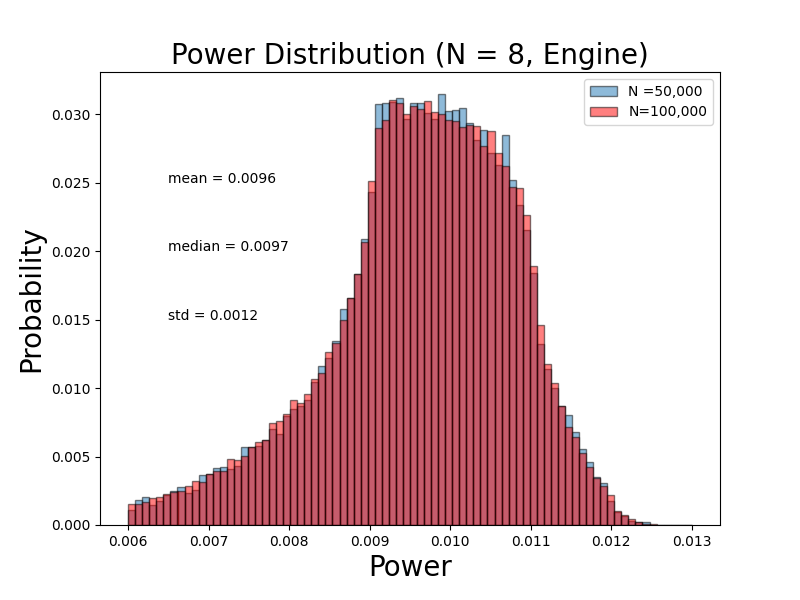 Power Distribution (N = 8, Engine)
N =50,000
N=100,000
mean = 0.0096
median = 0.0097
std = 0.0012
Probability
0.030
0.025
0.020
0.015
0.010
0.005
0.000
0.006 0.007 0.008 0.009 0.010 0.011 0.012 0.013
Power